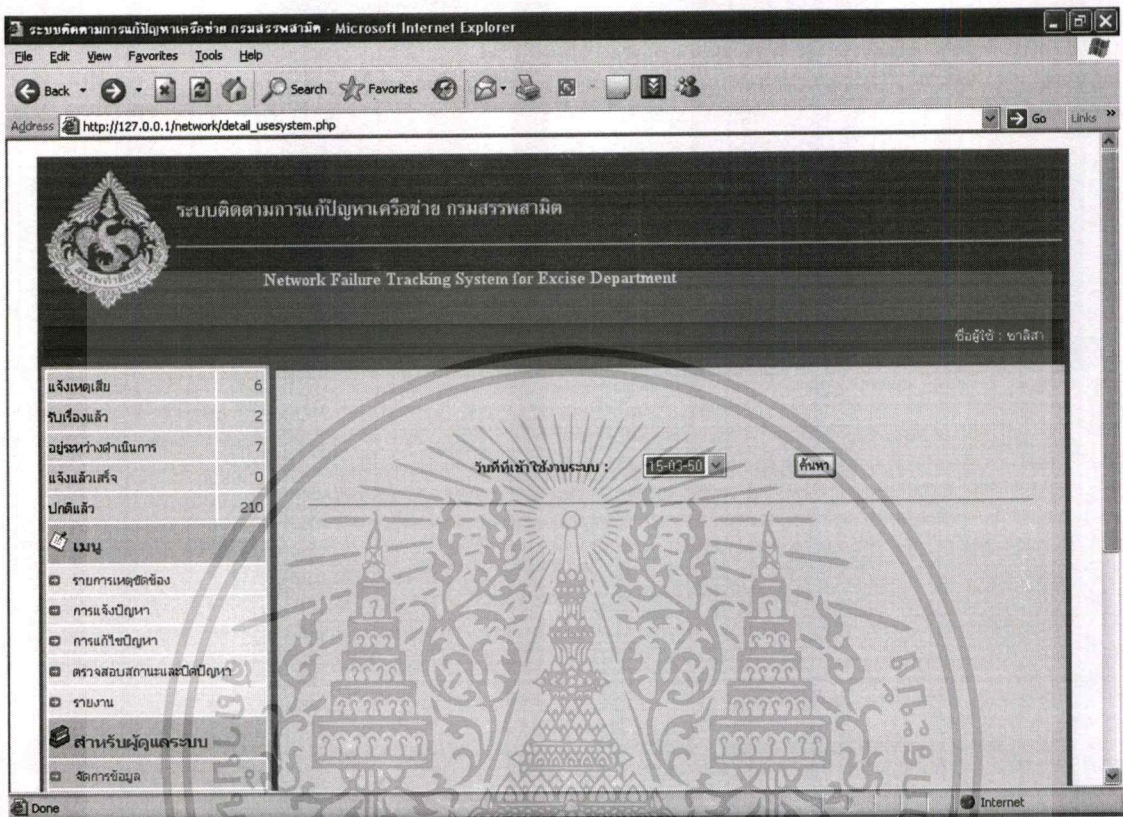 ระบบติดตามการแก้ปัญหาเครือข่าย กรมสรรพสามิต - Microsoft Internet Explorer
File Edit View Favorites Tools Help
Back Search Favorites
Address http://127.0.0.1/network/detail_usesystem.php Go Links
ระบบติดตามการแก้ปัญหาเครือข่าย กรมสรรพสามิต
Network Failure Tracking System for Excise Department
ชื่อผู้ใช้ : ชาลิสา
แจ้งเหตุเสีย 6
รับเรื่องแล้ว 2
อยู่ระหว่างดำเนินการ 7
แจ้งแล้วเสร็จ 0
ปกติแล้ว 210
วันที่ที่เข้าใช้งานระบบ : 15-03-50 ค้นหา
เมนู
รายการเหตุขัดข้อง
การแจ้งปัญหา
การแก้ไขปัญหา
ตรวจสอบสถานะและปิดปัญหา
รายงาน
สำหรับผู้ดูแลระบบ
จัดการข้อมูล
Done Internet